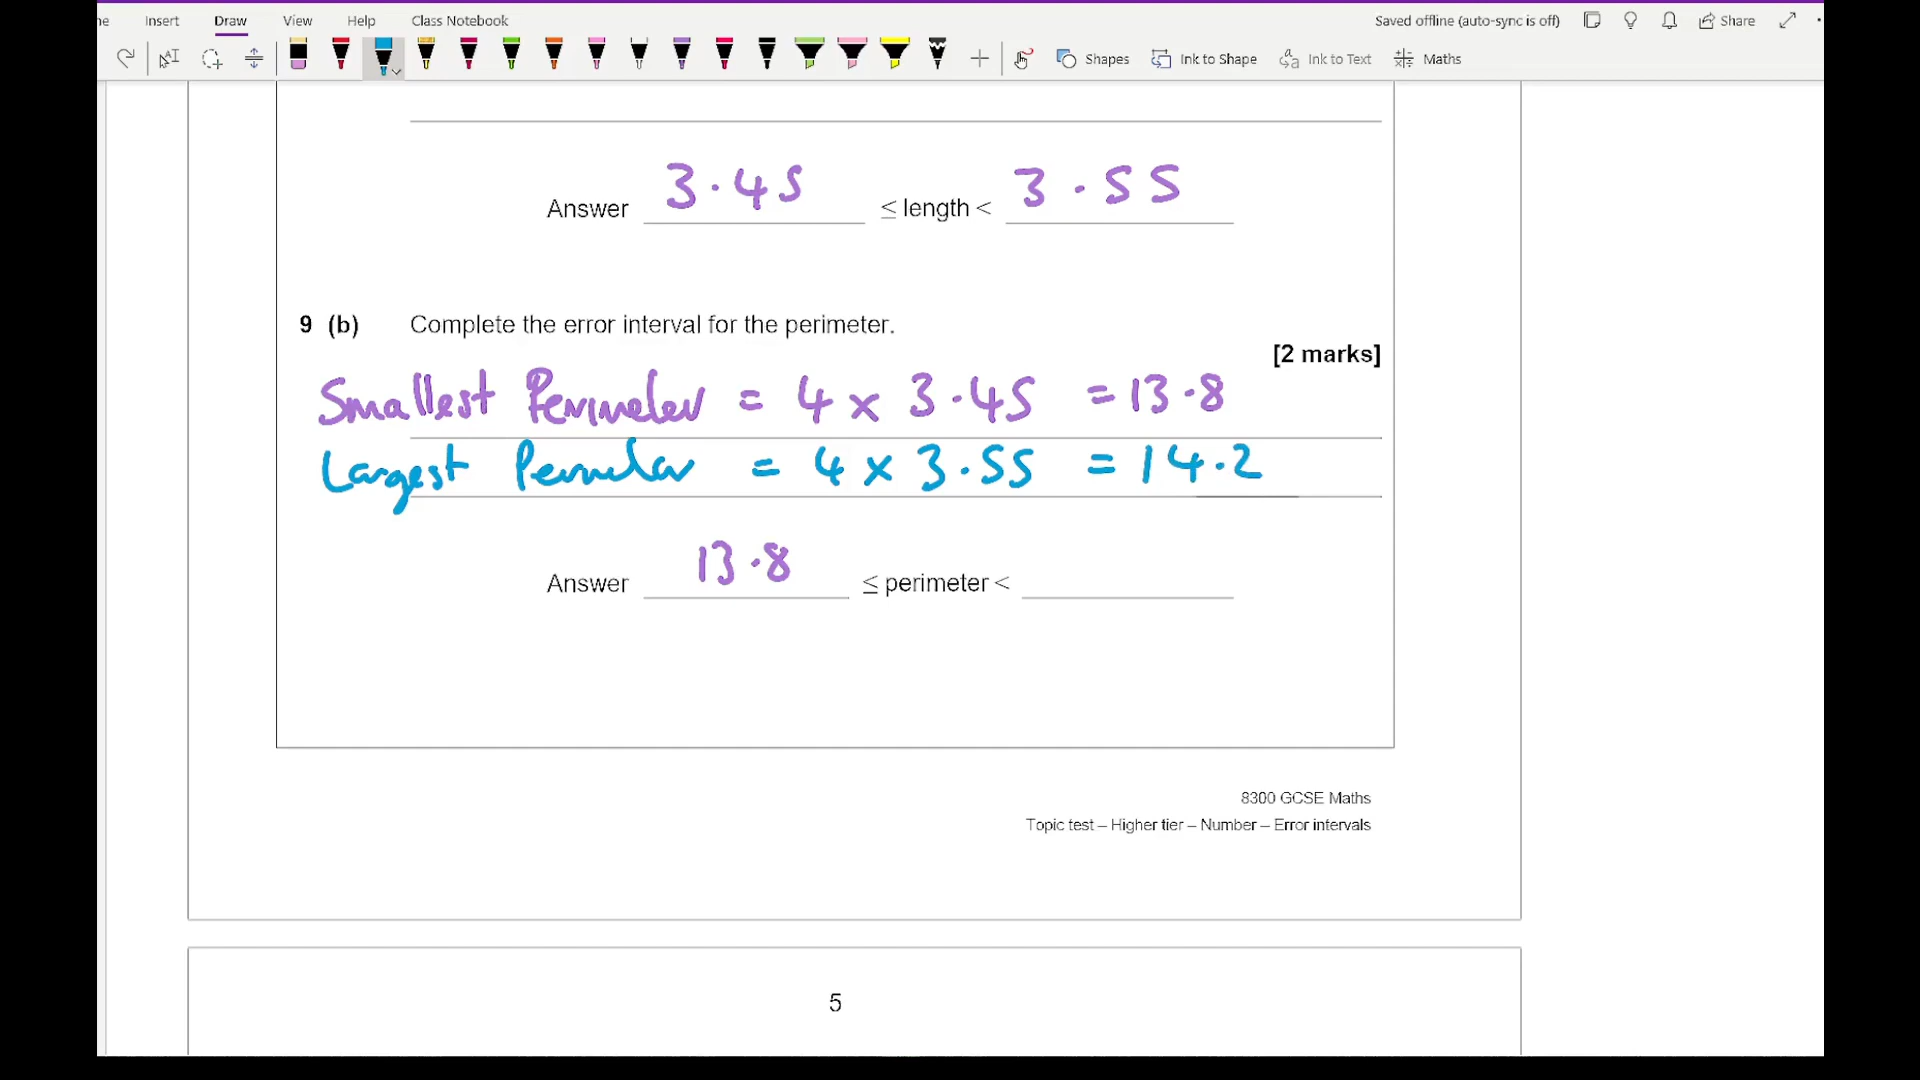 Insert Draw View Help Class Notebook Saved offline (auto-sync is off) Share
Shapes Ink to Shape Ink to Text Maths
Answer 3.45 ≤ length < 3.55
9 (b) Complete the error interval for the perimeter.
[2 marks]
Smallest Perimeter = 4 x 3.45 = 13.8
Largest Perimeter = 4 x 3.55 = 14.2
Answer 13.8 ≤ perimeter <
8300 GCSE Maths
Topic test – Higher tier – Number – Error intervals
5